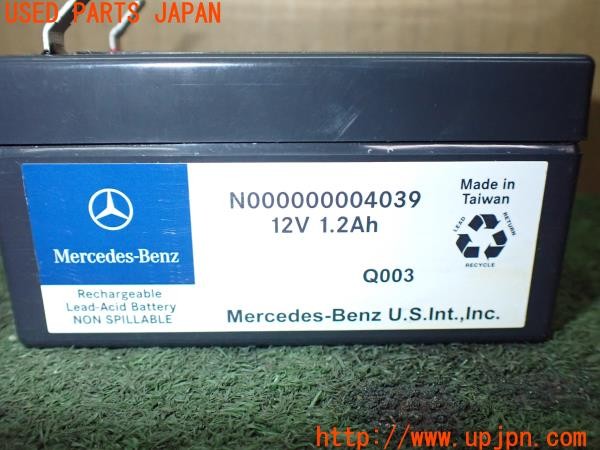 USED PARTS JAPAN
N000000004039
12V 1.2Ah
Made in
Taiwan
LEAD
RETURN
RECYCLE
Mercedes-Benz
Q003
Rechargeable
Lead-Acid Battery
NON SPILLABLE
Mercedes-Benz U.S.Int.,Inc.
http://www.upjpn.com/